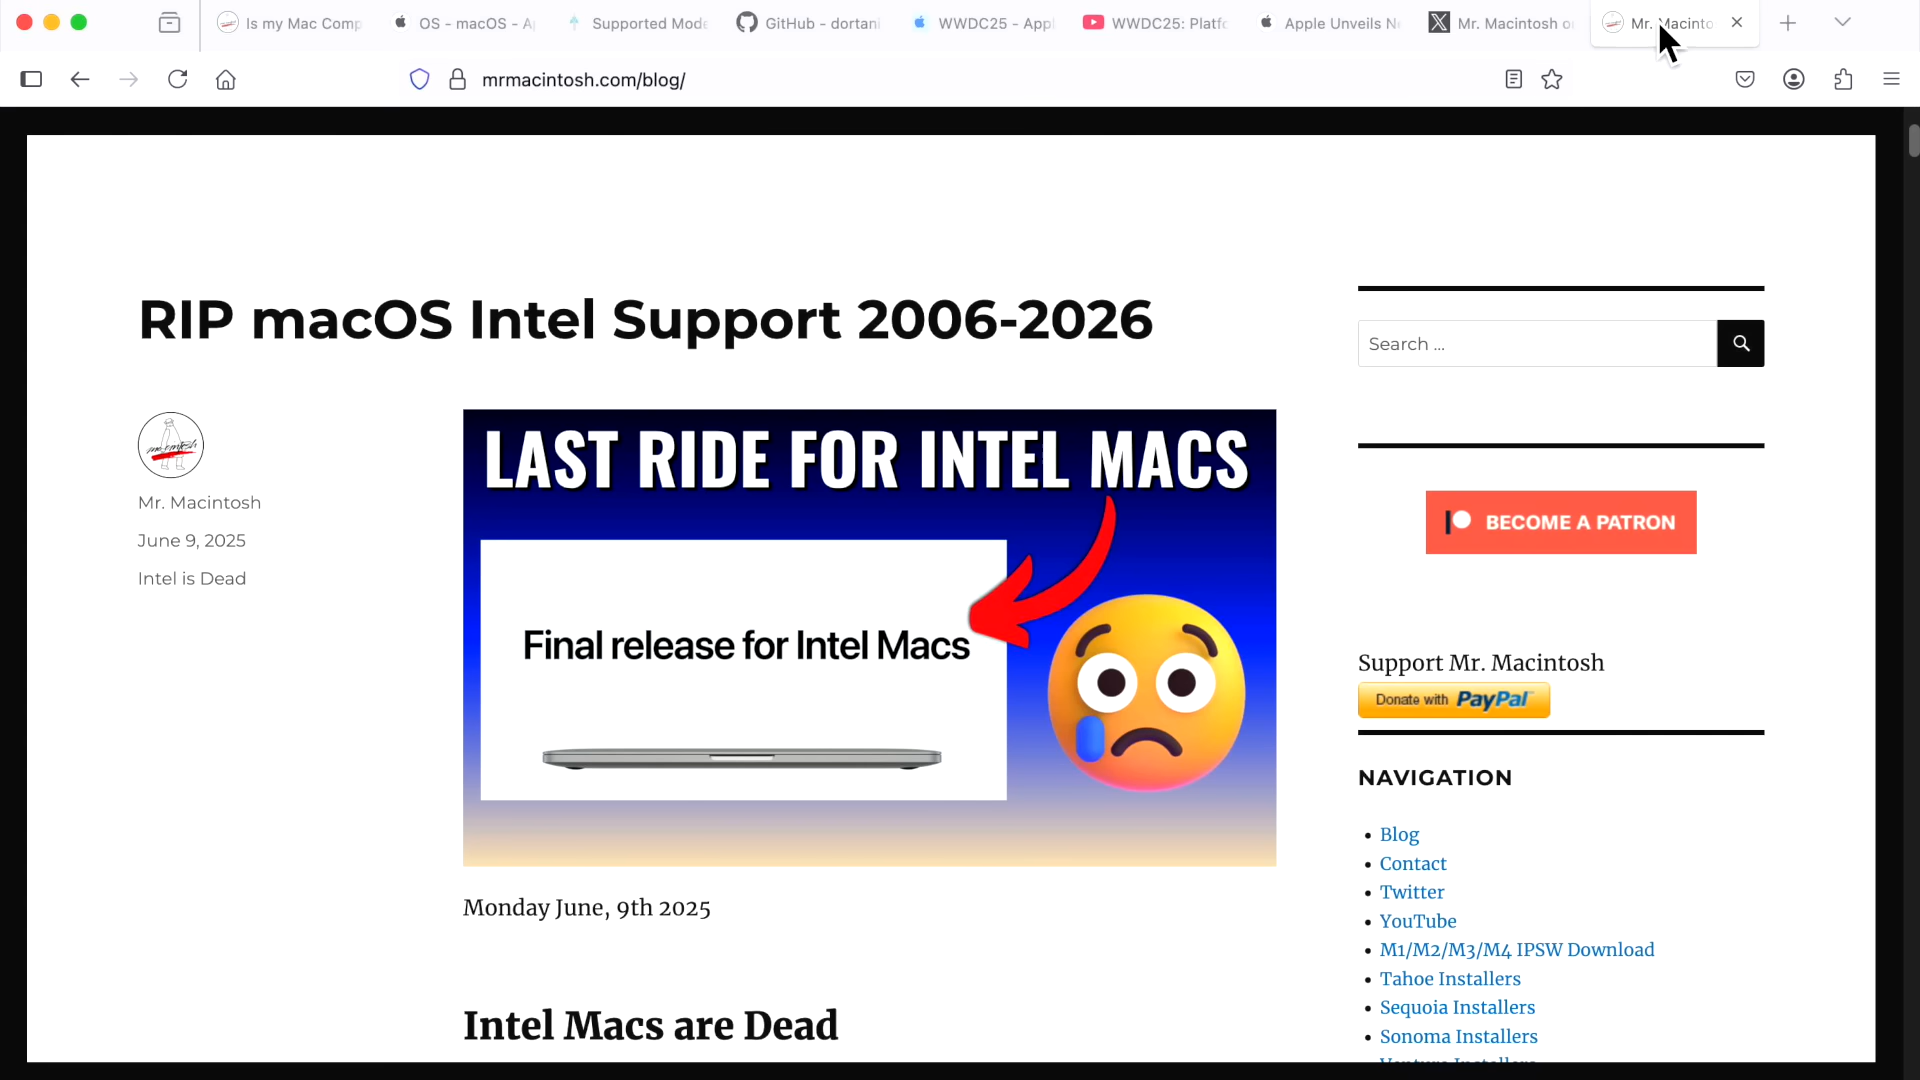 Is my Mac Comp
OS - macOS - A
Supported Mode
GitHub - dortani
WWDC25 - Appl
WWDC25: Platfo
Apple Unveils N
Mr. Macintosh o
Mr. Macinto
mrmacintosh.com/blog/
RIP macOS Intel Support 2006-2026
Search ...
Mr. Macintosh
June 9, 2025
Intel is Dead
LAST RIDE FOR INTEL MACS
Final release for Intel Macs
BECOME A PATRON
Support Mr. Macintosh
Donate with PayPal
NAVIGATION
Blog
Contact
Twitter
YouTube
M1/M2/M3/M4 IPSW Download
Tahoe Installers
Sequoia Installers
Sonoma Installers
Monday June, 9th 2025
Intel Macs are Dead